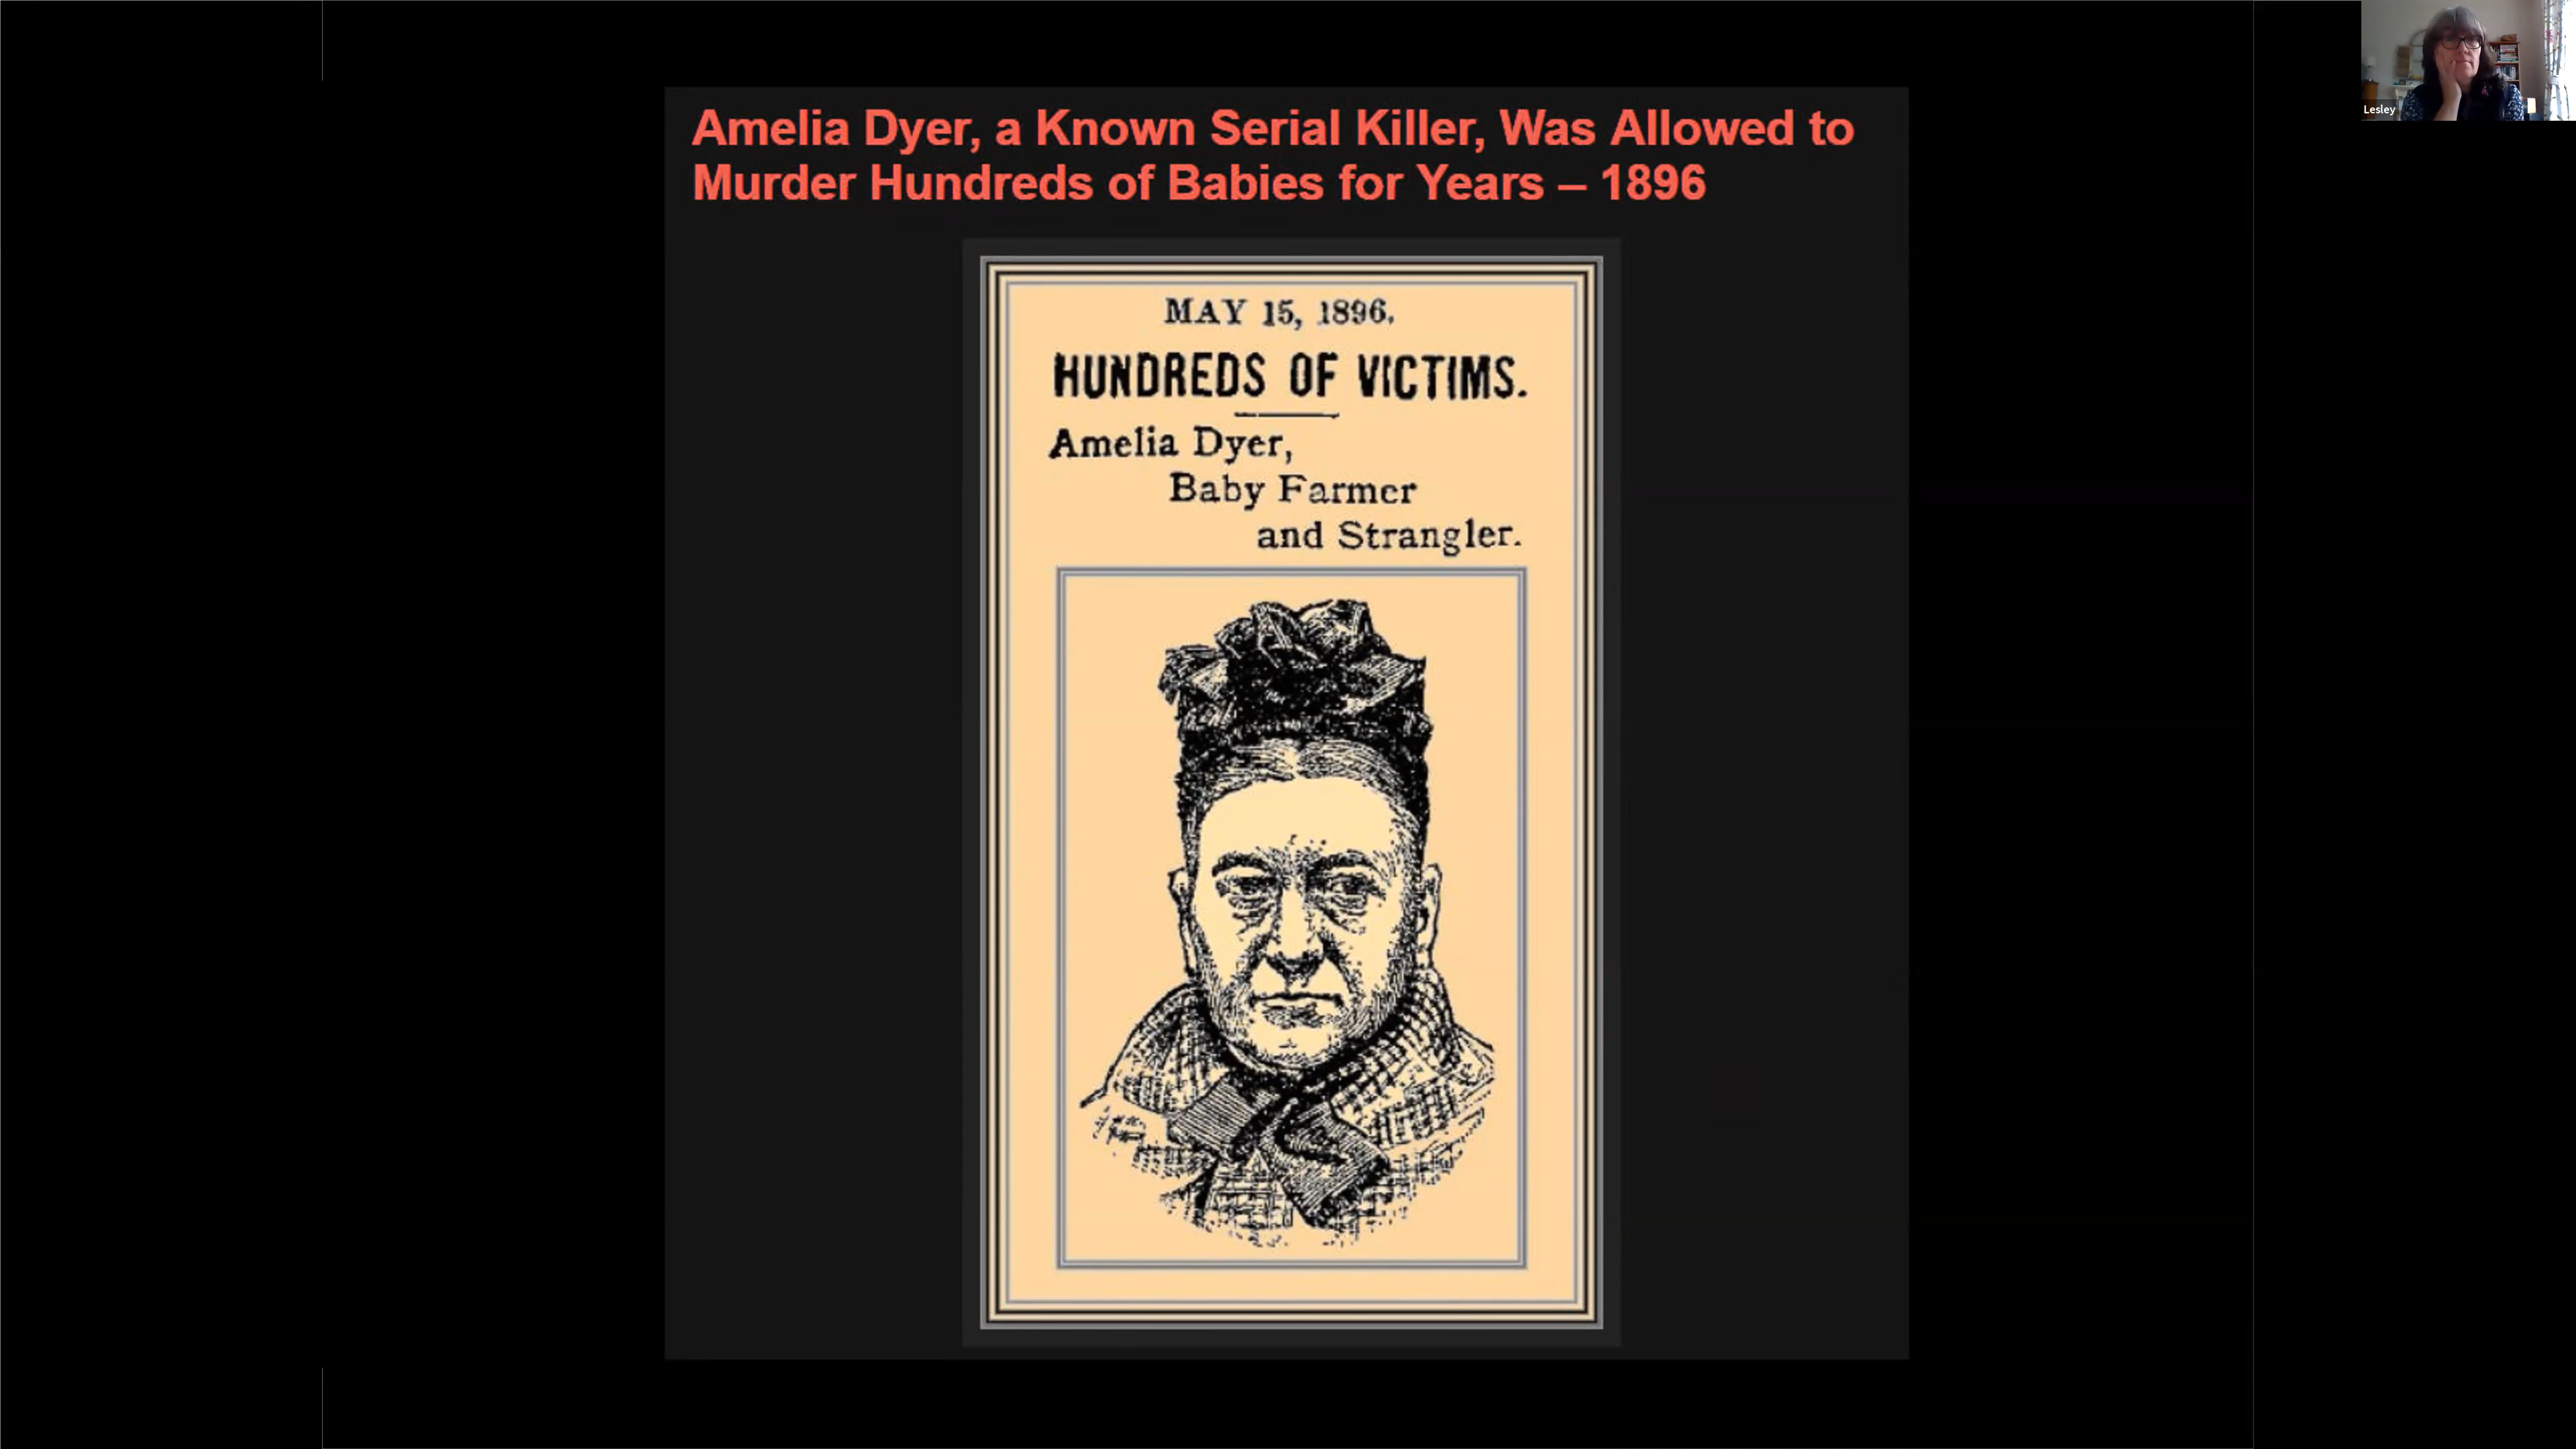 Amelia Dyer, a Known Serial Killer, Was Allowed to
Murder Hundreds of Babies for Years – 1896
MAY 15, 1896.
HUNDREDS OF VICTIMS.
Amelia Dyer,
Baby Farmer
and Strangler.
Lesley